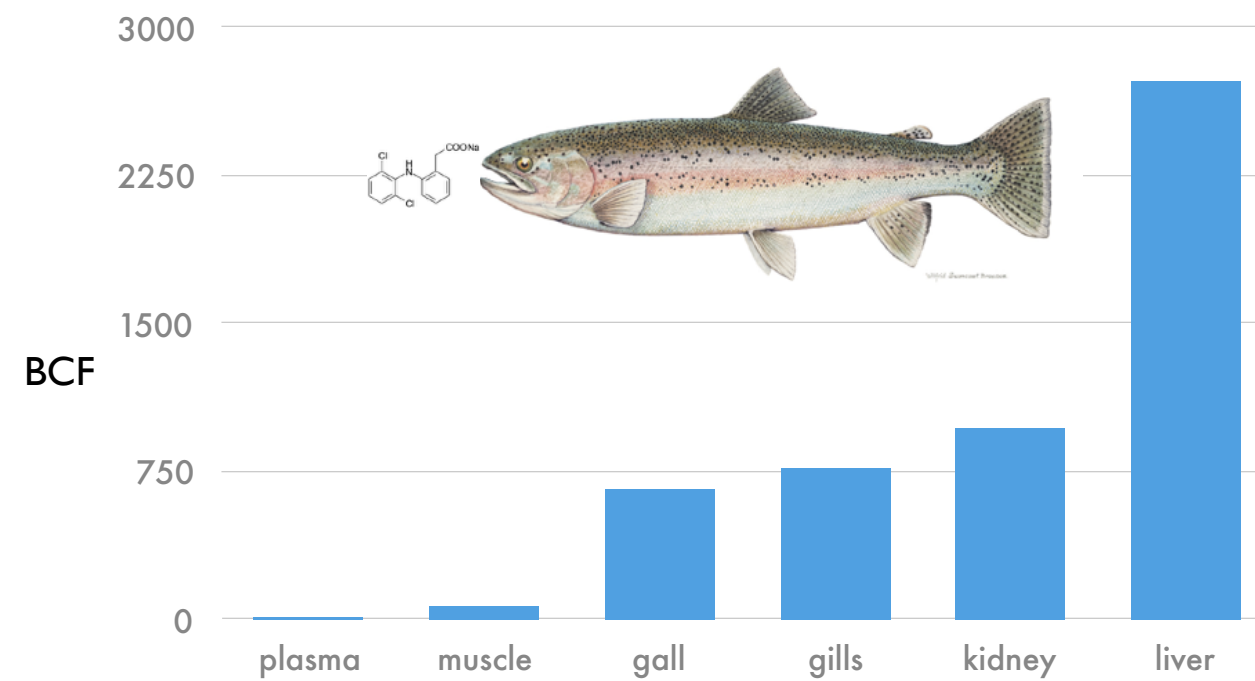 3000
2250
1500
750
0
BCF
Cl
H
N
COONa
Cl
plasma
muscle
gall
gills
kidney
liver